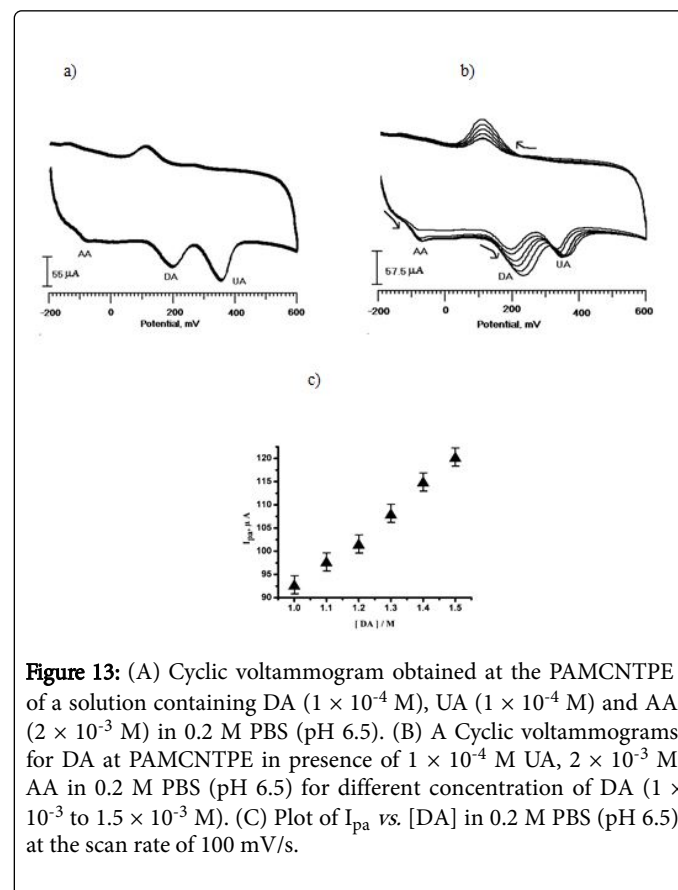 a)
b)
AA
DA
UA
55 µA
-200 0 200 400 600
Potential, mV
AA
DA
UA
57.5 µA
-200 0 200 400 600
Potential, mV
c)
120
115
110
105
100
95
90
I pa, µ A
1.0 1.1 1.2 1.3 1.4 1.5
[ DA ] / M
Figure 13: (A) Cyclic voltammogram obtained at the PAMCNTPE
of a solution containing DA (1 × 10-4 M), UA (1 × 10-4 M) and AA
(2 × 10-3 M) in 0.2 M PBS (pH 6.5). (B) A Cyclic voltammograms
for DA at PAMCNTPE in presence of 1 × 10-4 M UA, 2 × 10-3 M
AA in 0.2 M PBS (pH 6.5) for different concentration of DA (1 ×
10-3 to 1.5 × 10-3 M). (C) Plot of Ipa vs. [DA] in 0.2 M PBS (pH 6.5)
at the scan rate of 100 mV/s.